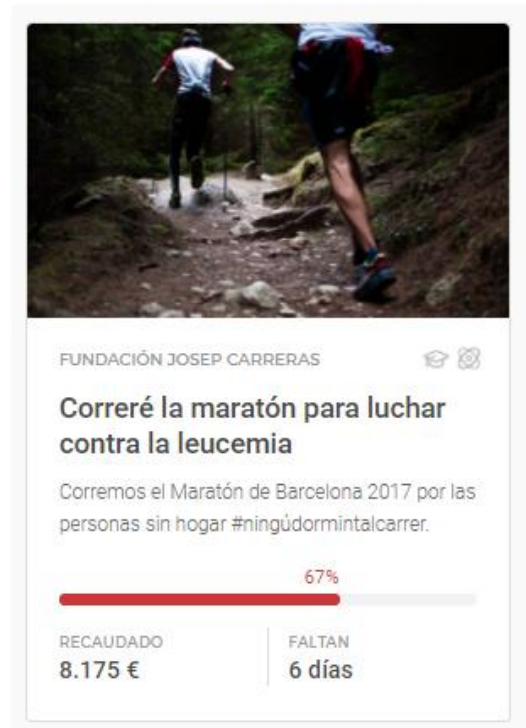 FUNDACIÓN JOSEP CARRERAS
Correré la maratón para luchar
contra la leucemia
Corremos el Maratón de Barcelona 2017 por las
personas sin hogar #ningúdormintalcarrer.
67%
RECAUDADO
8.175 €
FALTAN
6 días